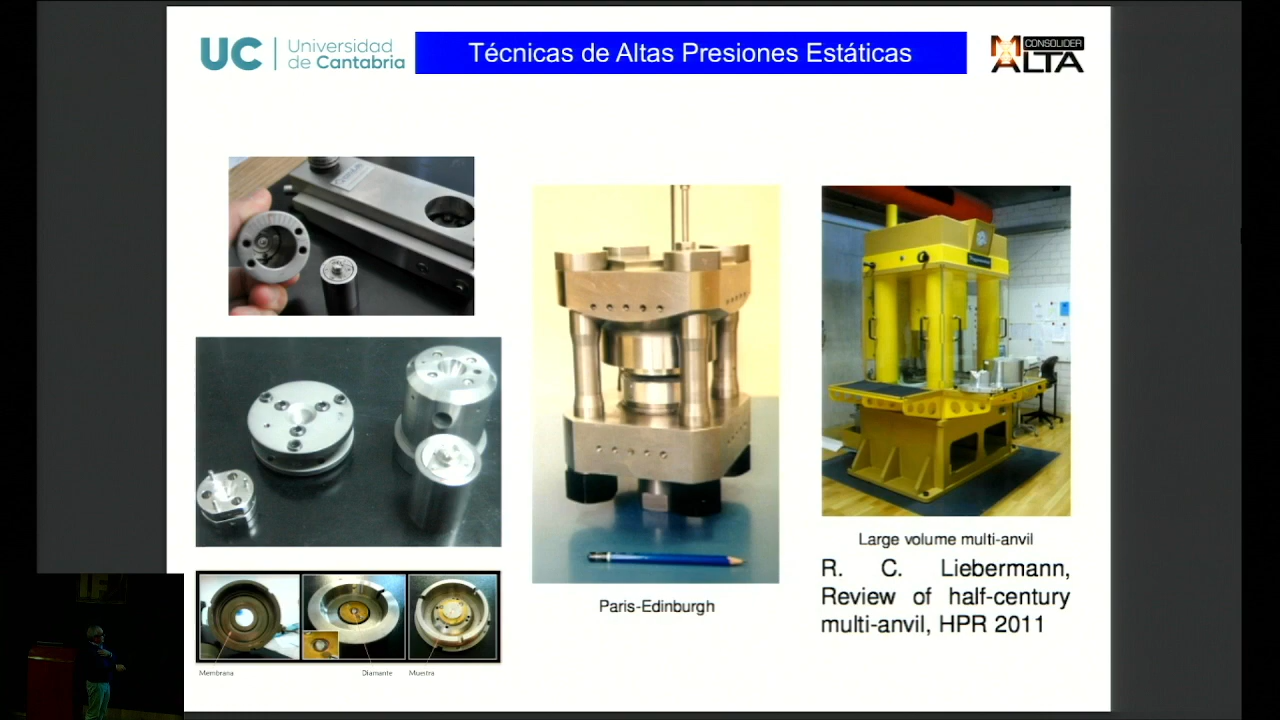 UC
Universidad
de Cantabria
Técnicas de Altas Presiones Estáticas
CONSOLIDER
MALTA
Large volume multi-anvil
R. C. Liebermann,
Review of half-century
multi-anvil, HPR 2011
Paris-Edinburgh
Membrana
Diamante
Muestra